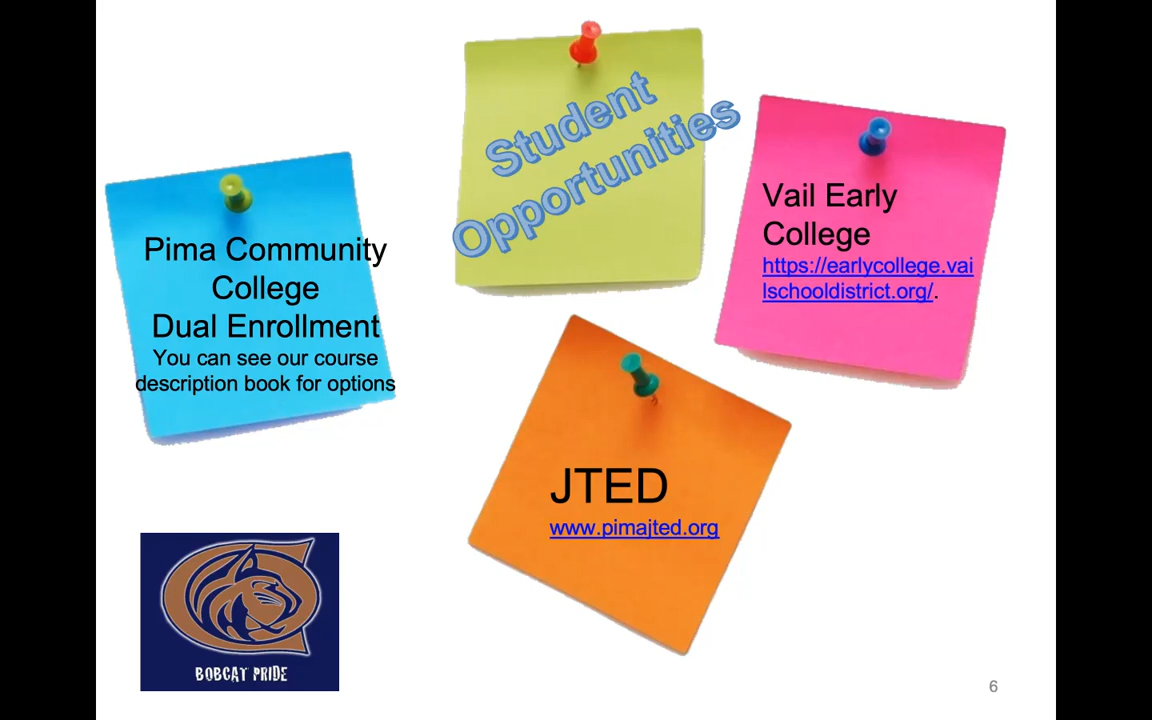 Student
Opportunities
Pima Community
College
Dual Enrollment
You can see our course
description book for options
Vail Early
College
https://earlycollege.vai
lschooldistrict.org/.
JTED
www.pimajted.org
BOBCAT PRIDE
6